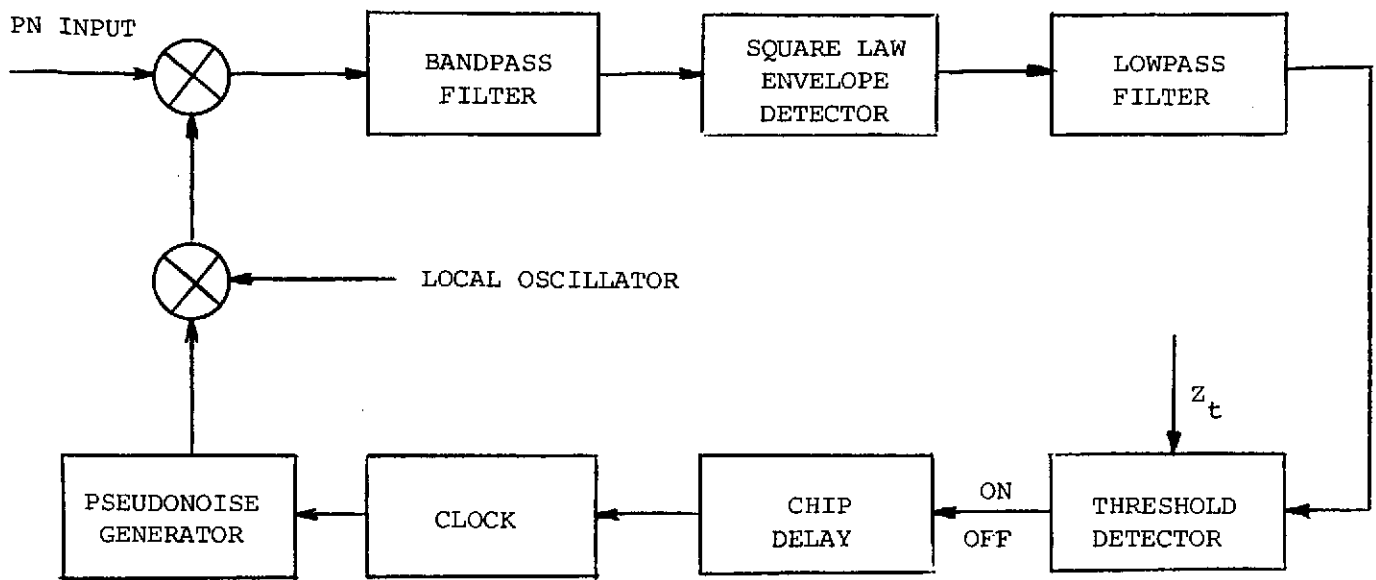 PN INPUT
BANDPASS
FILTER
SQUARE LAW
ENVELOPE
DETECTOR
LOWPASS
FILTER
LOCAL OSCILLATOR
Z_t
PSEUDONOISE
GENERATOR
CLOCK
CHIP
DELAY
ON
OFF
THRESHOLD
DETECTOR